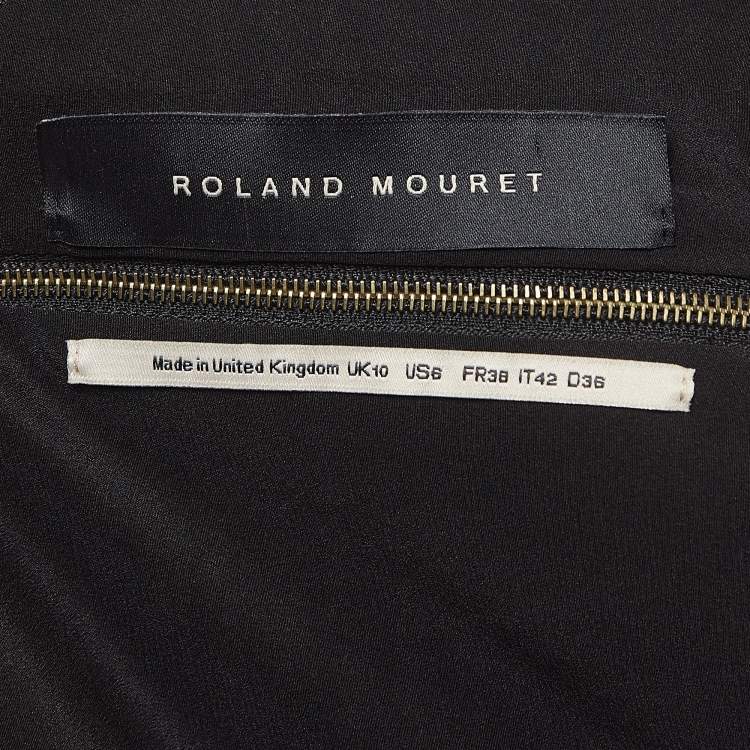 ROLAND MOURET
Made in United Kingdom UK10 US6 FR38 IT42 D36